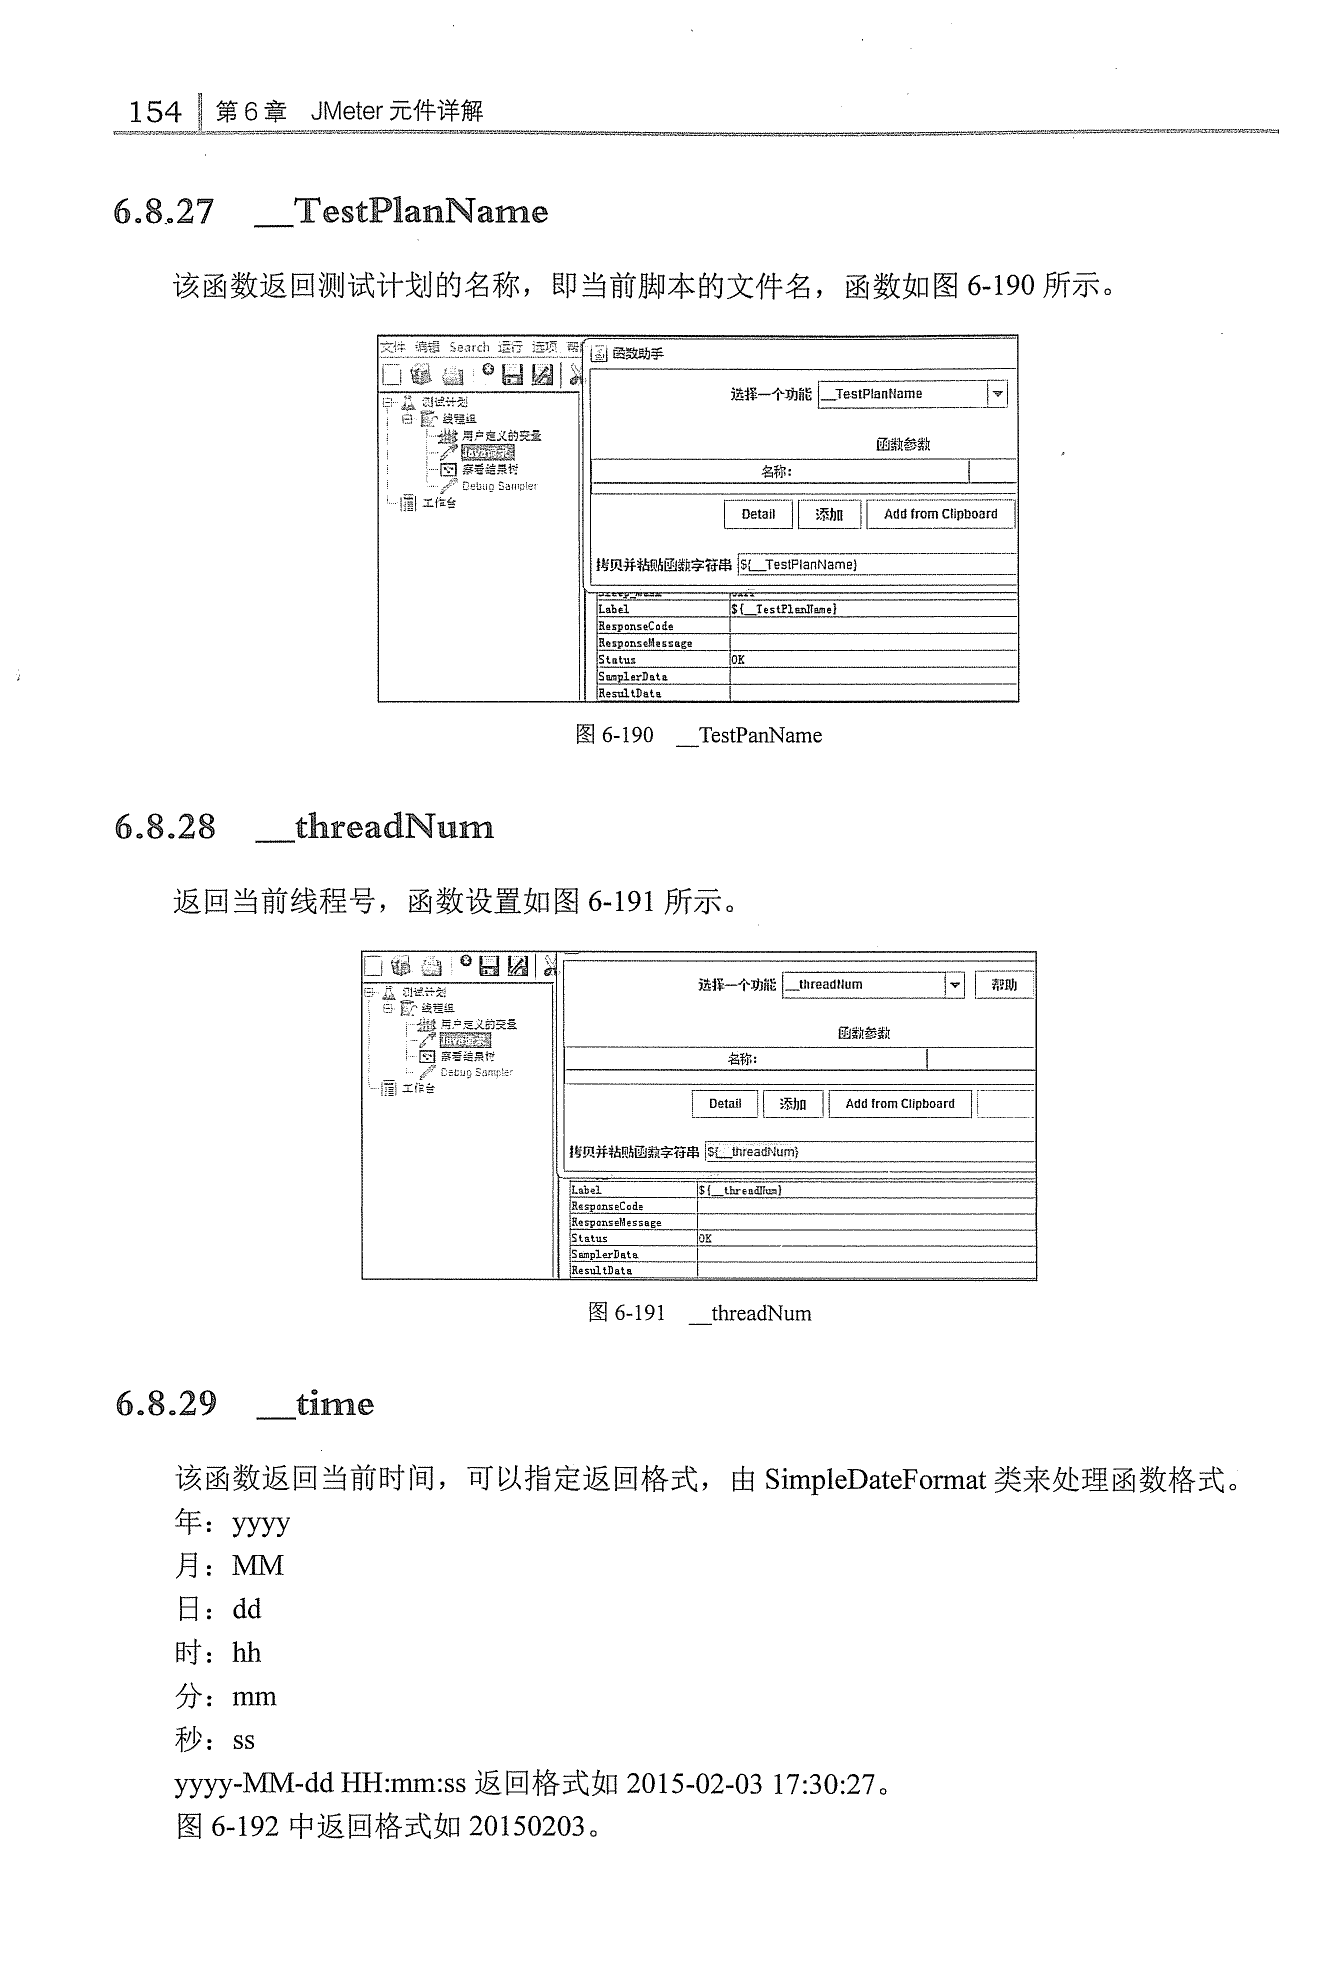 154 第6章 JMeter 元件详解
6.8.27 __TestPlanName
该函数返回测试计划的名称，即当前脚本的文件名，函数如图 6-190 所示。
文件 编辑 Search 运行 选项
函数助手
选择一个功能 __TestPlanName
测试计划
线程组
用户定义的变量
函数参数
Java请求
察看结果树
名称:
Debug Sampler
工作台
Detail 添加 Add from Clipboard
拷贝并粘贴函数字符串 ${__TestPlanName}
Label ${__TestPlanName}
ResponseCode
ResponseMessage
Status OK
SamplerData
ResultData
图 6-190 __TestPanName
6.8.28 __threadNum
返回当前线程号，函数设置如图 6-191 所示。
选择一个功能 __threadNum 帮助
测试计划
线程组
用户定义的变量
函数参数
Java请求
察看结果树
名称:
Debug Sampler
工作台
Detail 添加 Add from Clipboard
拷贝并粘贴函数字符串 ${__threadNum}
Label ${__threadNum}
ResponseCode
ResponseMessage
Status OK
SamplerData
ResultData
图 6-191 __threadNum
6.8.29 __time
该函数返回当前时间，可以指定返回格式，由 SimpleDateFormat 类来处理函数格式。
年：yyyy
月：MM
日：dd
时：hh
分：mm
秒：ss
yyyy-MM-dd HH:mm:ss 返回格式如 2015-02-03 17:30:27。
图 6-192 中返回格式如 20150203。